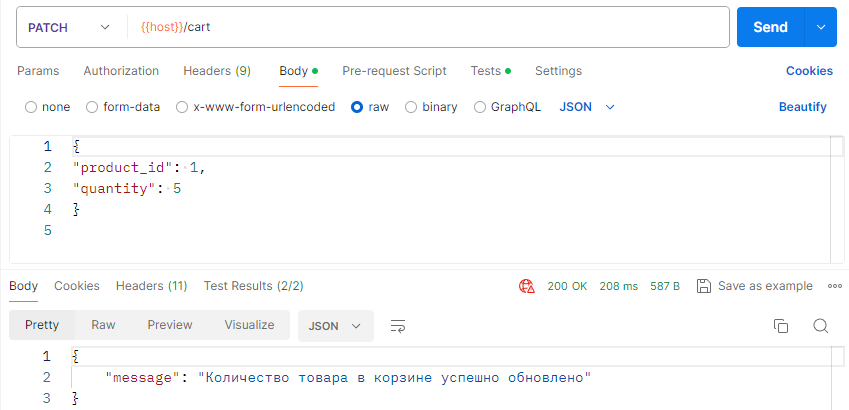 PATCH {{host}}/cart Send
Params Authorization Headers (9) Body Pre-request Script Tests Settings Cookies
none form-data x-www-form-urlencoded raw binary GraphQL JSON Beautify
1 {
2 "product_id": 1,
3 "quantity": 5
4 }
5
Body Cookies Headers (11) Test Results (2/2) 200 OK 208 ms 587 B Save as example
Pretty Raw Preview Visualize JSON
1 {
2 "message": "Количество товара в корзине успешно обновлено"
3 }